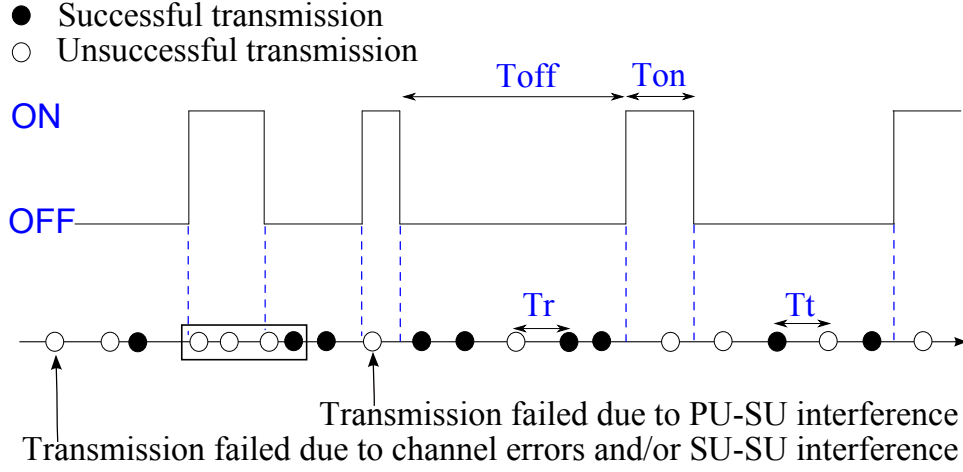 Successful transmission
Unsuccessful transmission
Toff
Ton
ON
OFF
Tr
Tt
Transmission failed due to PU-SU interference
Transmission failed due to channel errors and/or SU-SU interference